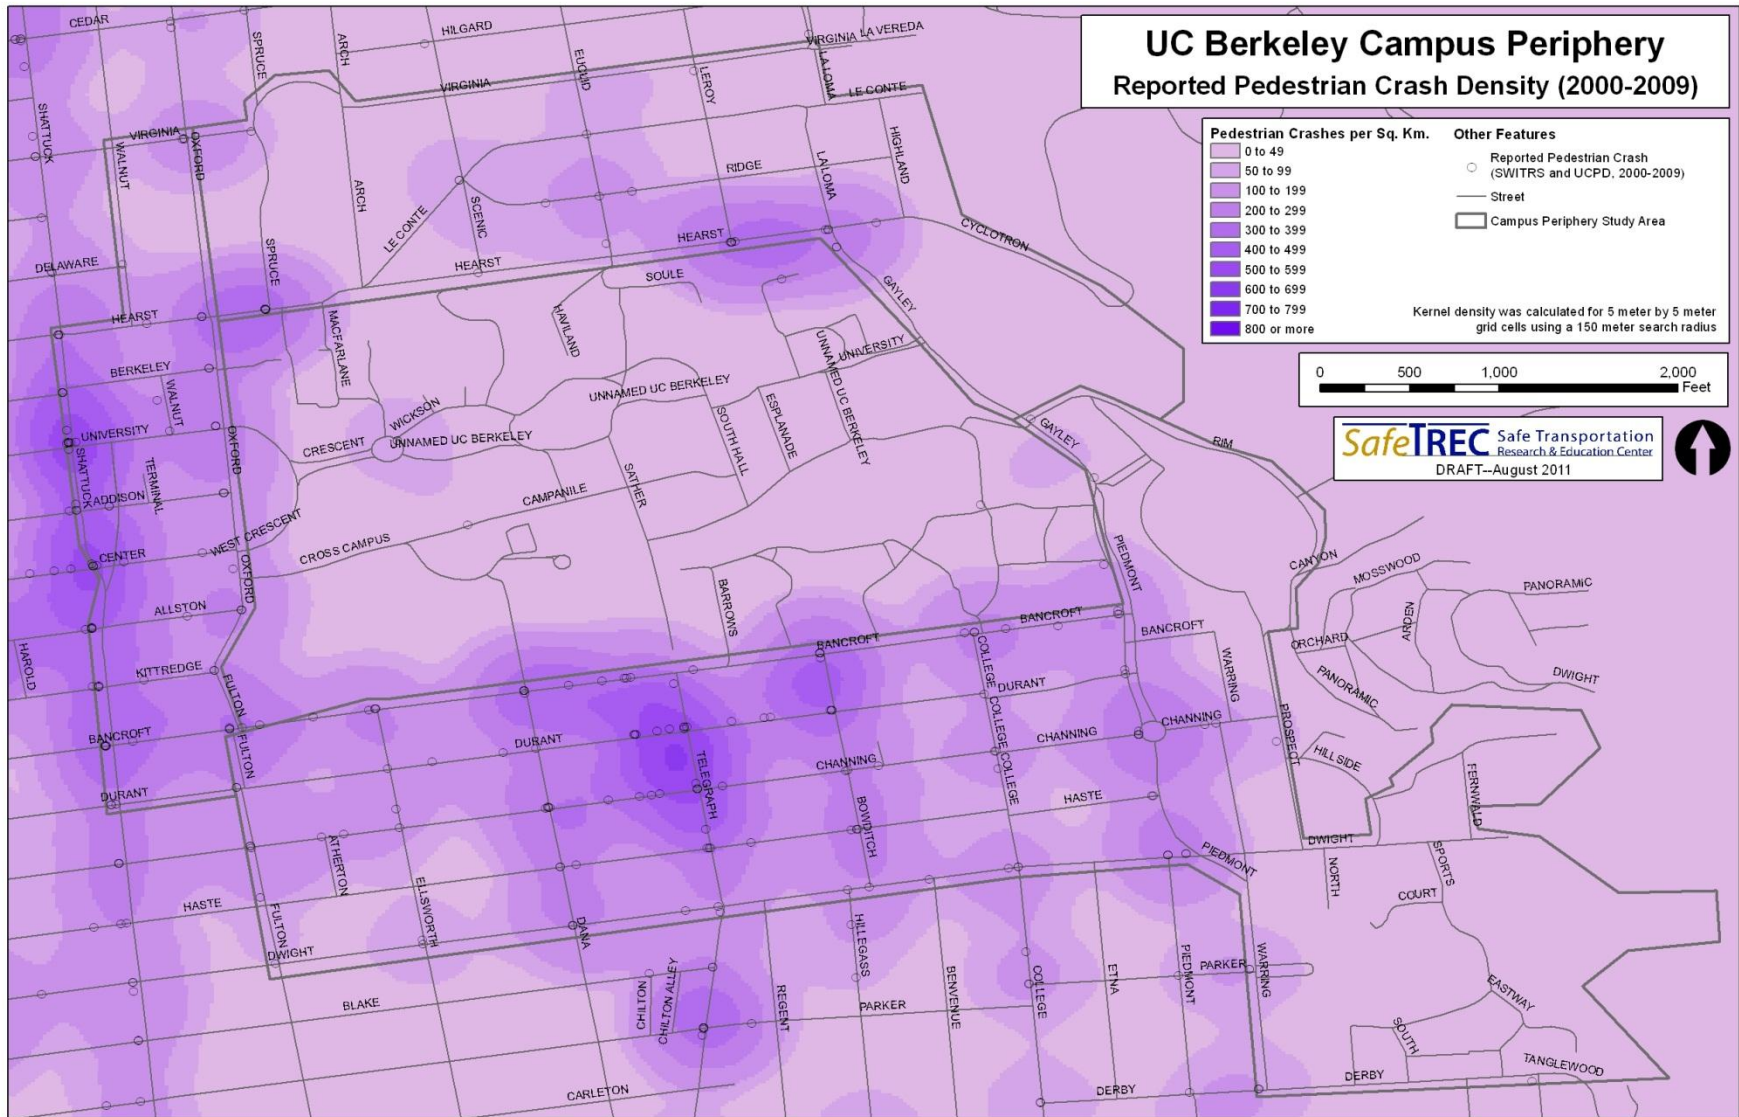 UC Berkeley Campus Periphery
Reported Pedestrian Crash Density (2000-2009)
Pedestrian Crashes per Sq. Km.
0 to 49
50 to 99
100 to 199
200 to 299
300 to 399
400 to 499
500 to 599
600 to 699
700 to 799
800 or more
Other Features
Reported Pedestrian Crash
(SWITRS and UCPD, 2000-2009)
Street
Campus Periphery Study Area
Kernel density was calculated for 5 meter by 5 meter
grid cells using a 150 meter search radius
0 500 1,000 2,000
Feet
SafeTREC Safe Transportation
Research & Education Center
DRAFT--August 2011
CEDAR
SPRUCE
ARCH
HILGARD
EUCLID
LEROY
VIRGINIA
LA VEREDA
LA LOMA
LE CONTE
VIRGINIA
SHATTUCK
VIRGINIA
WALNUT
OXFORD
ARCH
SCENIC
LE CONTE
RIDGE
LA LOMA
HIGHLAND
HEARST
CYCLOTRON
DELAWARE
SPRUCE
HEARST
SOULE
GAYLEY
HEARST
MACFARLANE
HAVILAND
UNNAMED UC BERKELEY
UNIVERSITY
BERKELEY
WALNUT
WICKSON
UNNAMED UC BERKELEY
SOUTH HALL
ESPLANADE
UNIVERSITY
OXFORD
CRESCENT
UNNAMED UC BERKELEY
GAYLEY
RIM
SHATTUCK
TERMINAL
ADDISON
SATHER
CAMPANILE
CENTER
WEST CRESCENT
CROSS CAMPUS
OXFORD
PIEDMONT
CANYON
MOSSWOOD
PANORAMIC
ALLSTON
BARROWS
BANCROFT
BANCROFT
BANCROFT
ARDEN
ORCHARD
HAROLD
KITTREDGE
FULTON
COLLEGE
DURANT
WARRING
PANORAMIC
DWIGHT
BANCROFT
FULTON
DURANT
TELEGRAPH
CHANNING
COLLEGE
CHANNING
CHANNING
PROSPECT
HILLSIDE
DURANT
BOWDITCH
COLLEGE
HASTE
FERNWALD
ATHERTON
PIEDMONT
DWIGHT
HASTE
ELLSWORTH
NORTH
SPORTS
COURT
FULTON
DWIGHT
DANA
HILLEGASS
BLAKE
CHILTON
CHILTON ALLEY
REGENT
PARKER
BENVENUE
COLLEGE
ETNA
PIEDMONT
PARKER
WARRING
EASTWAY
SOUTH
CARLETON
DERBY
DERBY
TANGLEWOOD